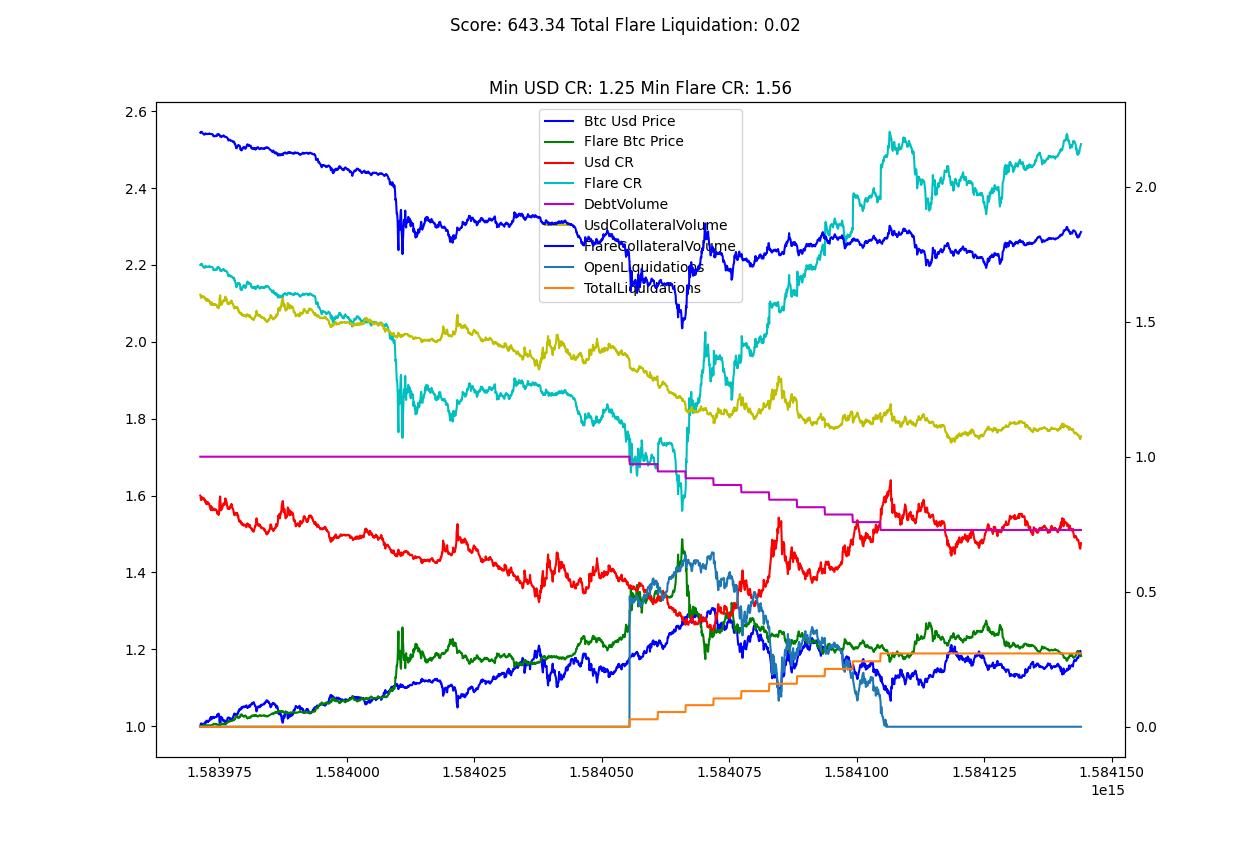 Score: 643.34 Total Flare Liquidation: 0.02
Min USD CR: 1.25 Min Flare CR: 1.56
2.6
2.4
2.2
2.0
1.8
1.6
1.4
1.2
1.0
Btc Usd Price
Flare Btc Price
Usd CR
Flare CR
DebtVolume
UsdCollateralVolume
FlareCollateralVolume
OpenLiquidations
TotalLiquidations
2.0
1.5
1.0
0.5
0.0
1.583975 1.584000 1.584025 1.584050 1.584075 1.584100 1.584125 1.584150
1e15